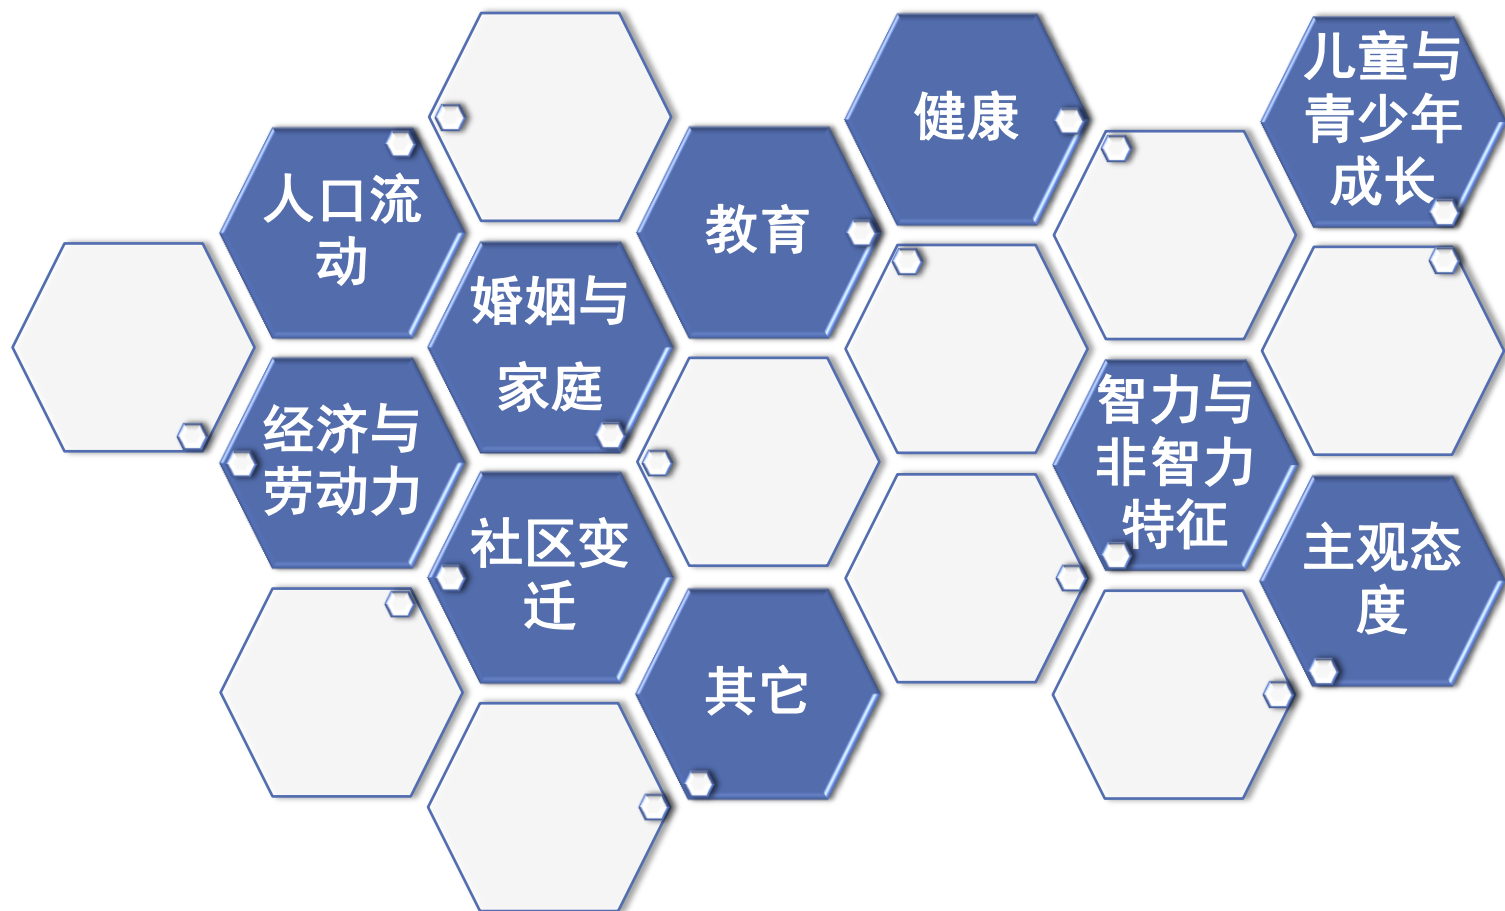 人口流
动
婚姻与
家庭
经济与
劳动力
社区变
迁
教育
其它
健康
智力与
非智力
特征
儿童与
青少年
成长
主观态
度